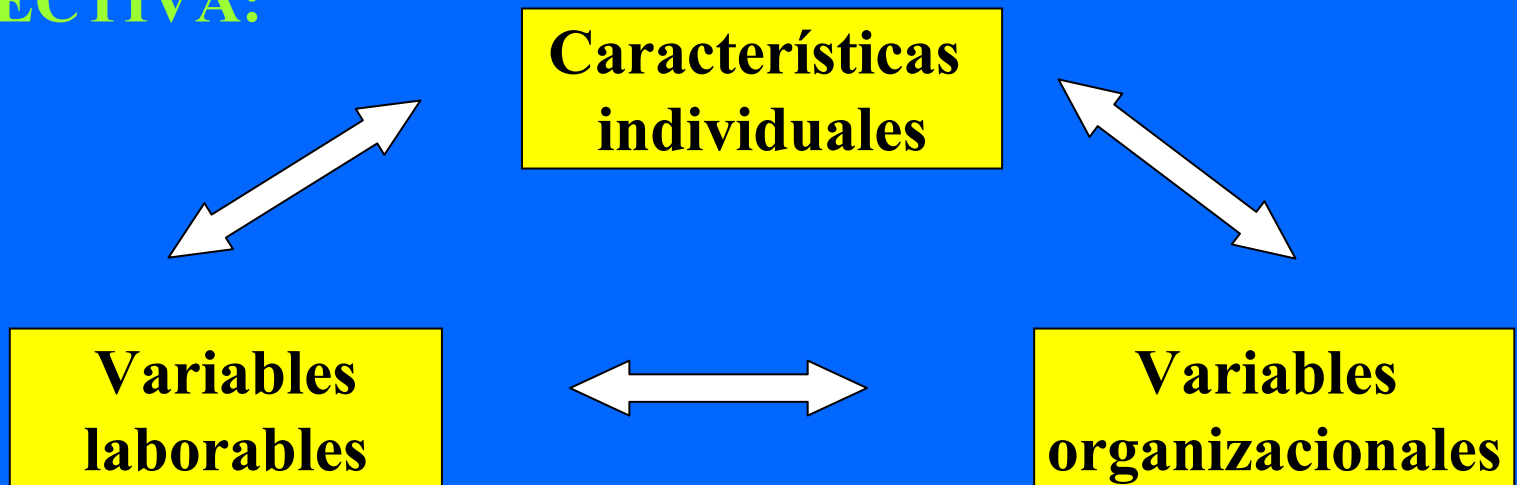 ECTIVA:
Características
individuales
Variables
laborables
Variables
organizacionales